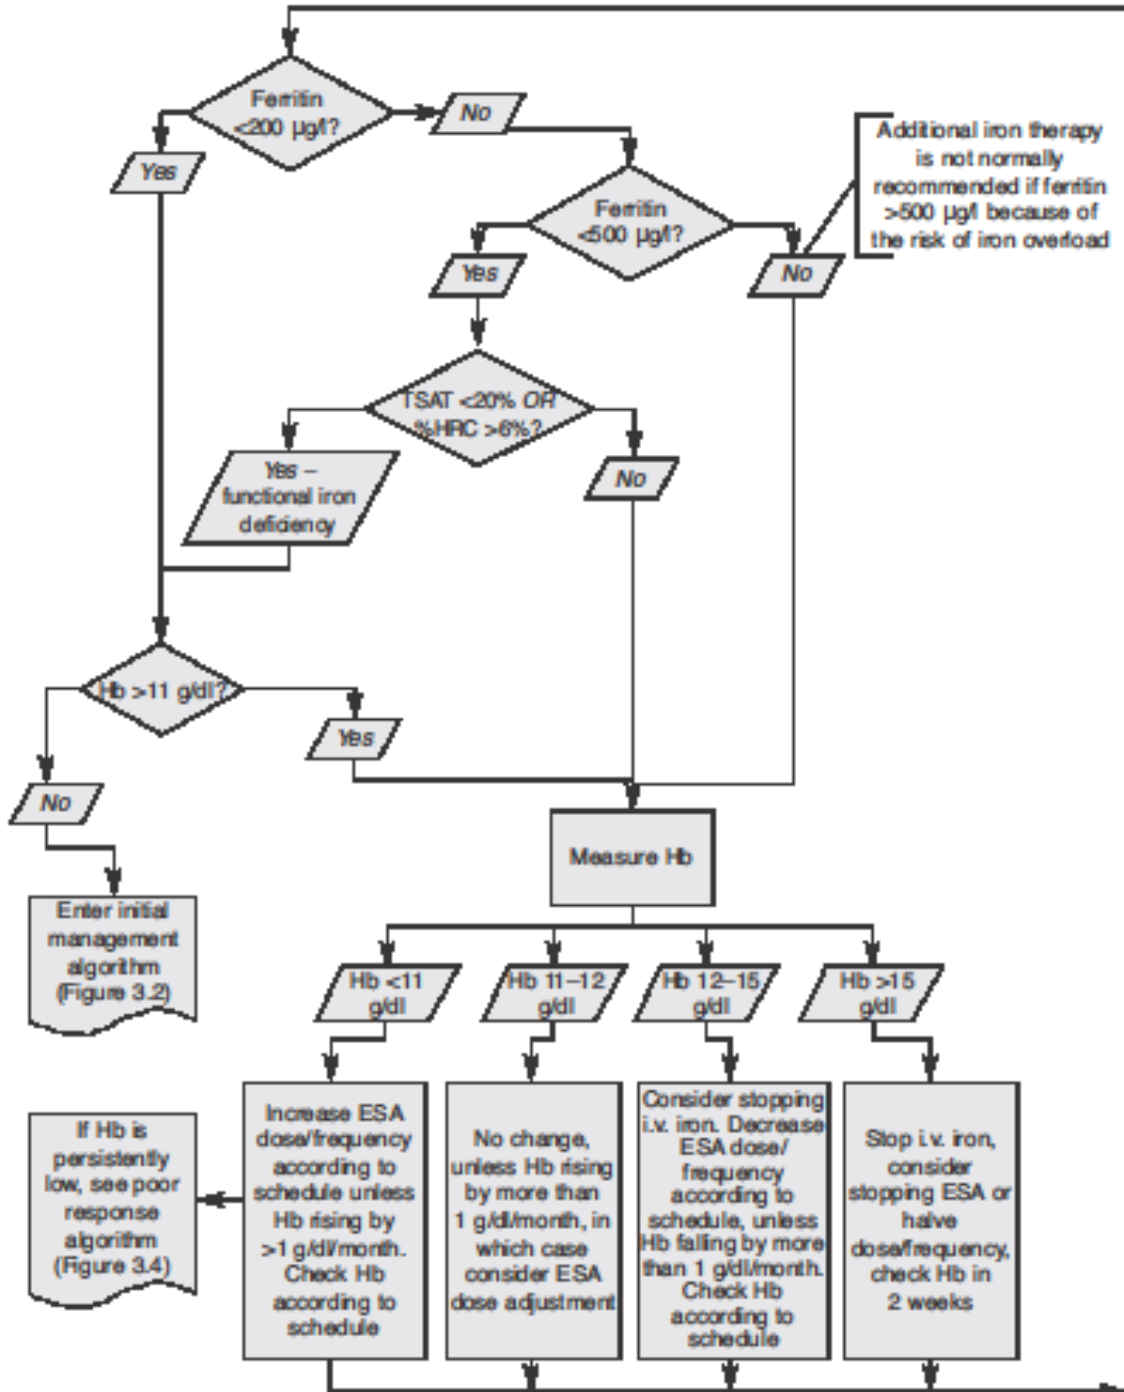 Ferritin
<200 µg/l?
No
Yes
Additional iron therapy
is not normally
recommended if ferritin
>500 µg/l because of
the risk of iron overload
Ferritin
<500 µg/l?
Yes
No
TSAT <20% OR
%HRC >6%?
Yes –
functional iron
deficiency
No
Hb >11 g/dl?
Yes
No
Measure Hb
Enter initial
management
algorithm
(Figure 3.2)
Hb <11
g/dl
Hb 11–12
g/dl
Hb 12–15
g/dl
Hb >15
g/dl
If Hb is
persistently
low, see poor
response
algorithm
(Figure 3.4)
Increase ESA
dose/frequency
according to
schedule unless
Hb rising by
>1 g/dl/month.
Check Hb
according to
schedule
No change,
unless Hb rising
by more than
1 g/dl/month, in
which case
consider ESA
dose adjustment
Consider stopping
i.v. iron. Decrease
ESA dose/
frequency
according to
schedule, unless
Hb falling by more
than 1 g/dl/month.
Check Hb
according to
schedule
Stop i.v. iron,
consider
stopping ESA or
halve
dose/frequency,
check Hb in
2 weeks